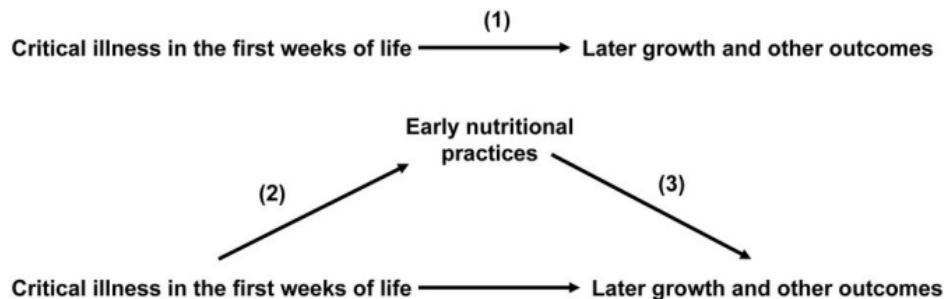 (1)
Critical illness in the first weeks of life Later growth and other outcomes
Early nutritional
practices
(2) (3)
Critical illness in the first weeks of life Later growth and other outcomes